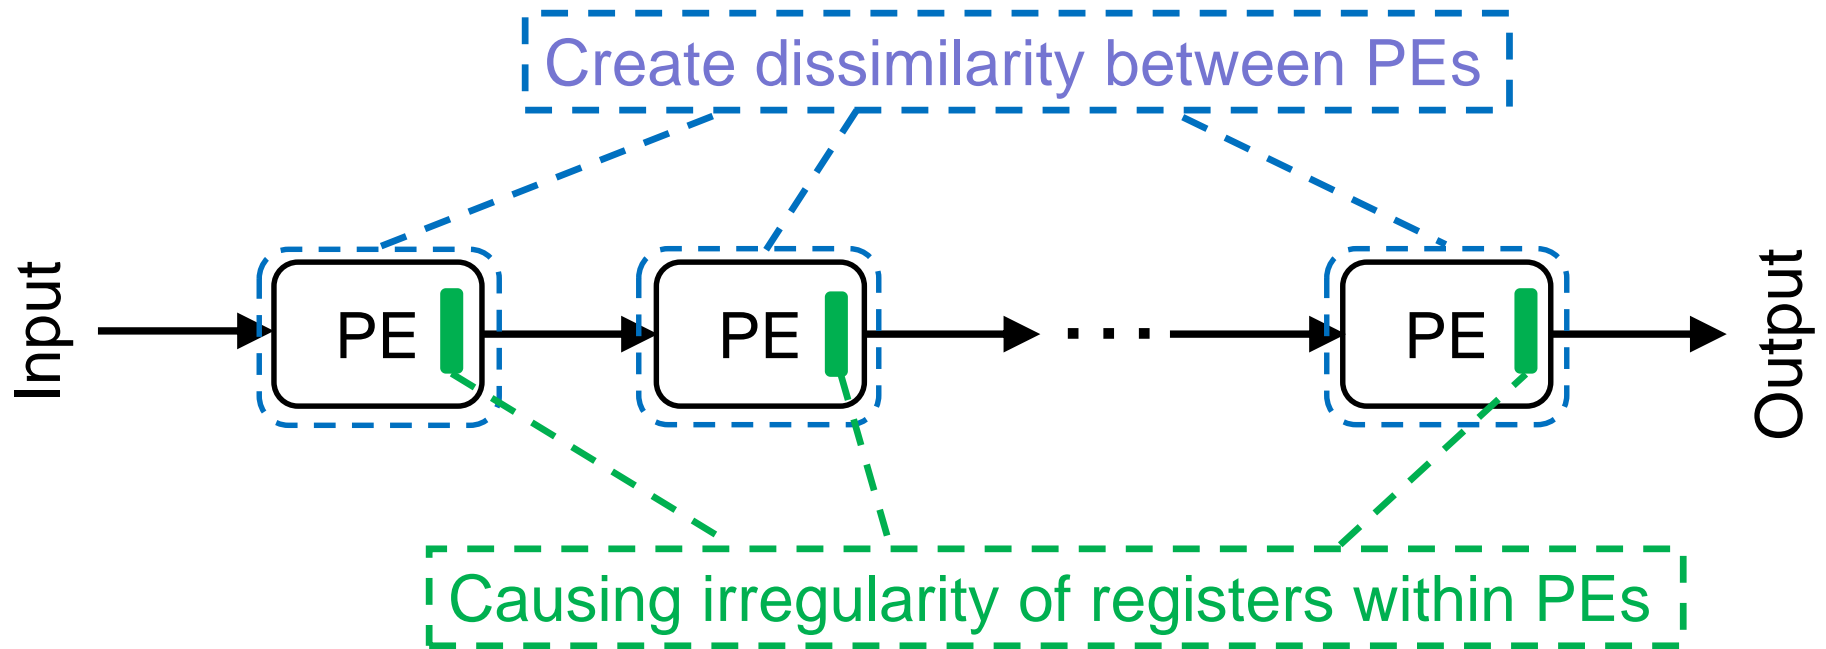 Create dissimilarity between PEs
Input
PE
PE
. . .
PE
Output
Causing irregularity of registers within PEs